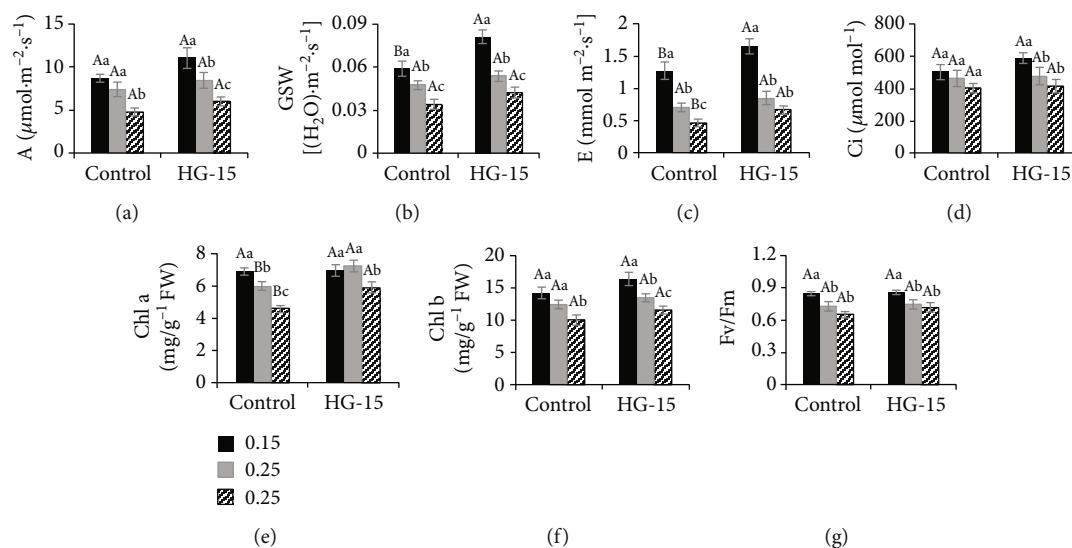 A (μmol·m⁻²·s⁻¹)
15
10
5
0
Aa
Aa
Ab
Aa
Ab
Ac
Control
HG-15
(a)
GSW
[(H₂O)·m⁻²·s⁻¹)
0.09
0.06
0.03
0
Ba
Ab
Ac
Aa
Ab
Ac
Control
HG-15
(b)
E (mmol m⁻²·s⁻¹)
2
1.5
1
0.5
0
Ba
Ab
Bc
Aa
Ab
Ab
Control
HG-15
(c)
Ci (μmol mol⁻¹)
800
600
400
200
0
Aa
Aa
Aa
Aa
Ab
Ab
Control
HG-15
(d)
Chl a
(mg/g⁻¹ FW)
8
6
4
2
0
Aa
Bb
Bc
Aa
Aa
Ab
Control
HG-15
0.15
0.25
0.25
(e)
Chl b
(mg/g⁻¹ FW)
20
15
10
5
0
Aa
Aa
Ab
Aa
Ab
Ac
Control
HG-15
(f)
Fv/Fm
1.2
0.9
0.6
0.3
0
Aa
Ab
Ab
Aa
Ab
Ab
Control
HG-15
(g)